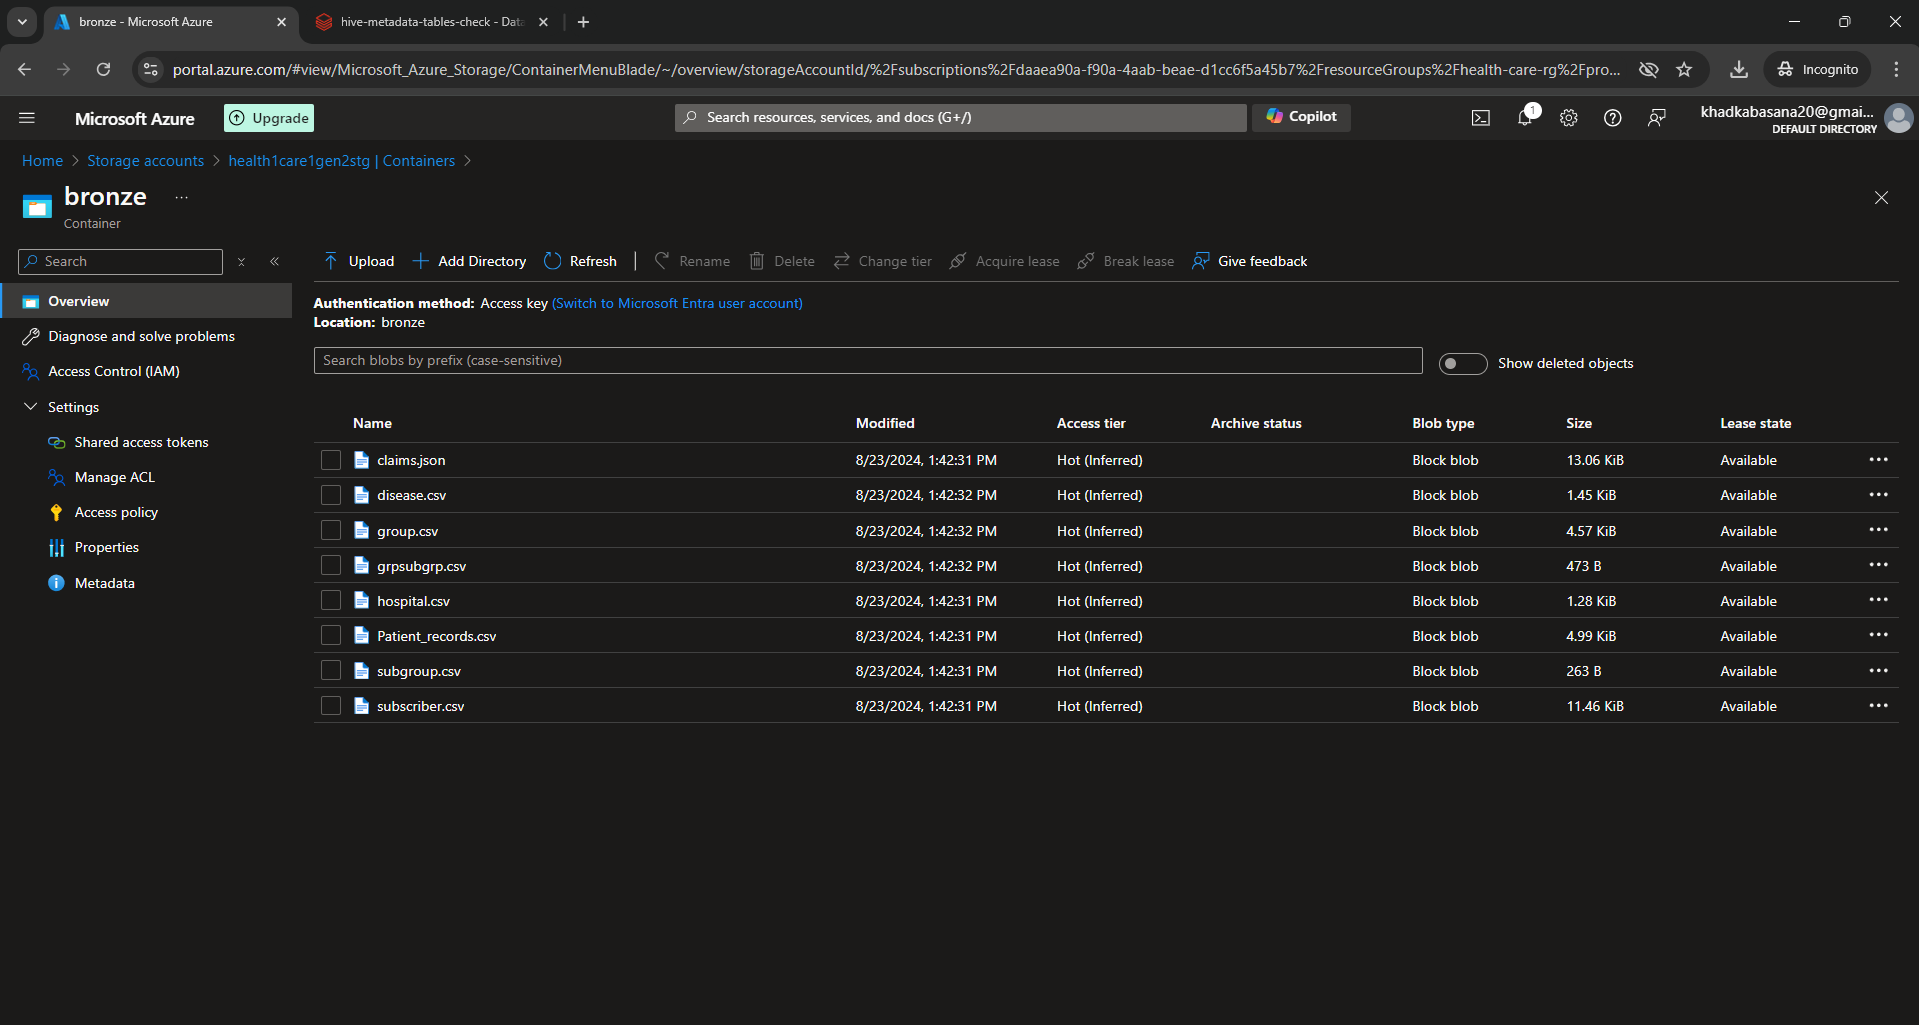 bronze - Microsoft Azure
hive-metadata-tables-check - Data
portal.azure.com/#view/Microsoft_Azure_Storage/ContainerMenuBlade/~/overview/storageAccountId/%2Fsubscriptions%2Fdaaea90a-f90a-4aab-beae-d1cc6f5a45b7%2FresourceGroups%2Fhealth-care-rg%2Fpro...
Incognito
Microsoft Azure
Upgrade
Search resources, services, and docs (G+/)
Copilot
1
khadkabasana20@gmai...
DEFAULT DIRECTORY
Home > Storage accounts > health1care1gen2stg | Containers >
bronze ...
Container
Search
Upload
Add Directory
Refresh
Rename
Delete
Change tier
Acquire lease
Break lease
Give feedback
Overview
Diagnose and solve problems
Access Control (IAM)
Settings
Shared access tokens
Manage ACL
Access policy
Properties
Metadata
Authentication method: Access key (Switch to Microsoft Entra user account)
Location: bronze
Search blobs by prefix (case-sensitive)
Show deleted objects
Name Modified Access tier Archive status Blob type Size Lease state
claims.json 8/23/2024, 1:42:31 PM Hot (Inferred) Block blob 13.06 KiB Available
disease.csv 8/23/2024, 1:42:32 PM Hot (Inferred) Block blob 1.45 KiB Available
group.csv 8/23/2024, 1:42:32 PM Hot (Inferred) Block blob 4.57 KiB Available
grpsubgrp.csv 8/23/2024, 1:42:32 PM Hot (Inferred) Block blob 473 B Available
hospital.csv 8/23/2024, 1:42:31 PM Hot (Inferred) Block blob 1.28 KiB Available
Patient_records.csv 8/23/2024, 1:42:31 PM Hot (Inferred) Block blob 4.99 KiB Available
subgroup.csv 8/23/2024, 1:42:31 PM Hot (Inferred) Block blob 263 B Available
subscriber.csv 8/23/2024, 1:42:31 PM Hot (Inferred) Block blob 11.46 KiB Available